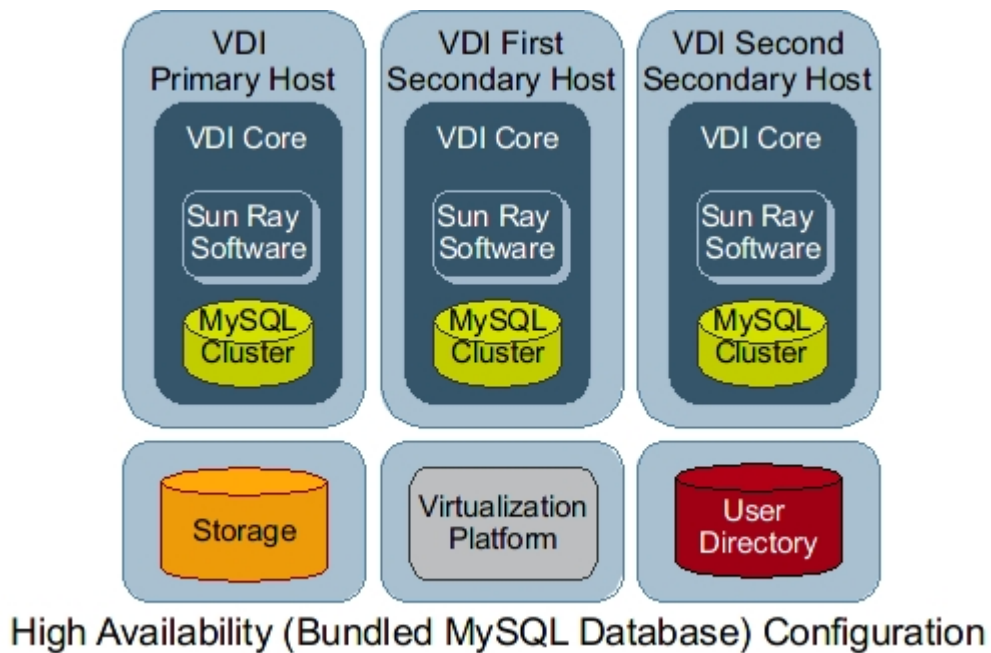 VDI
Primary Host
VDI Core
Sun Ray
Software
MySQL
Cluster
VDI First
Secondary Host
VDI Core
Sun Ray
Software
MySQL
Cluster
VDI Second
Secondary Host
VDI Core
Sun Ray
Software
MySQL
Cluster
Storage
Virtualization
Platform
User
Directory
High Availability (Bundled MySQL Database) Configuration